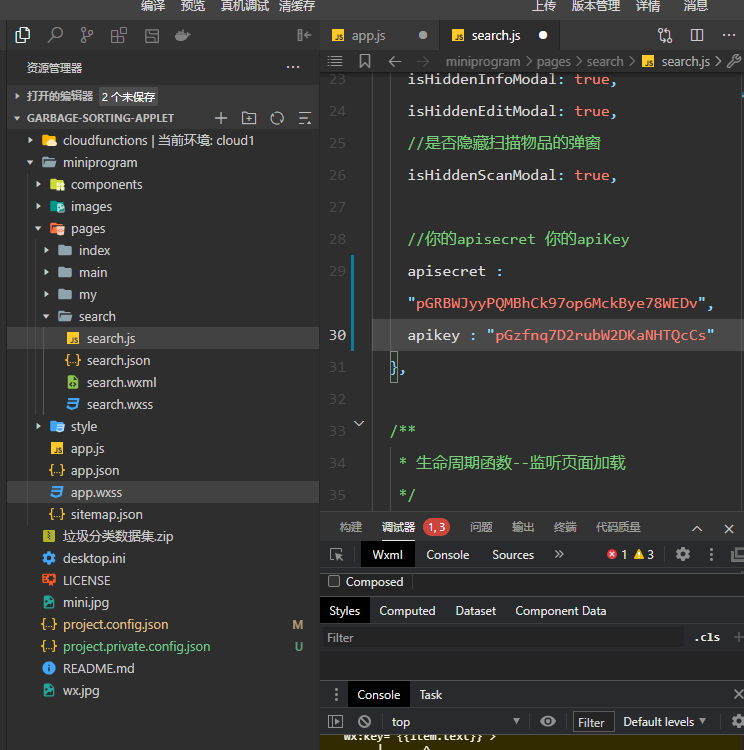 编译 预览 真机调试 清缓存 上传 版本管理 详情 消息
JS app.js JS search.js
资源管理器 ···
miniprogram > pages > search > JS search.js >
打开的编辑器 2 个未保存
GARBAGE-SORTING-APPLET
cloudfunctions | 当前环境: cloud1
miniprogram
components
images
pages
index
main
my
search
JS search.js
{..} search.json
search.wxml
search.wxss
style
JS app.js
{..} app.json
app.wxss
{..} sitemap.json
垃圾分类数据集.zip
desktop.ini
LICENSE
mini.jpg
{..} project.config.json M
{..} project.private.config.json U
README.md
wx.jpg
23 isHiddenInfoModal: true,
24 isHiddenEditModal: true,
25 //是否隐藏扫描物品的弹窗
26 isHiddenScanModal: true,
27
28 //你的apisecret 你的apiKey
29 apisecret :
"pGRBWJyyPQMBhCk97op6MckBye78WEDv",
30 apikey : "pGzfnq7D2rubW2DKaNHTQcCs"
31 },
32
33 /**
34 * 生命周期函数--监听页面加载
35 */
构建 调试器 1, 3 问题 输出 终端 代码质量
Wxml Console Sources » 1 3
Composed
Styles Computed Dataset Component Data
Filter .cls +
Console Task
top Filter Default levels
wx:key="{{item.text}}">